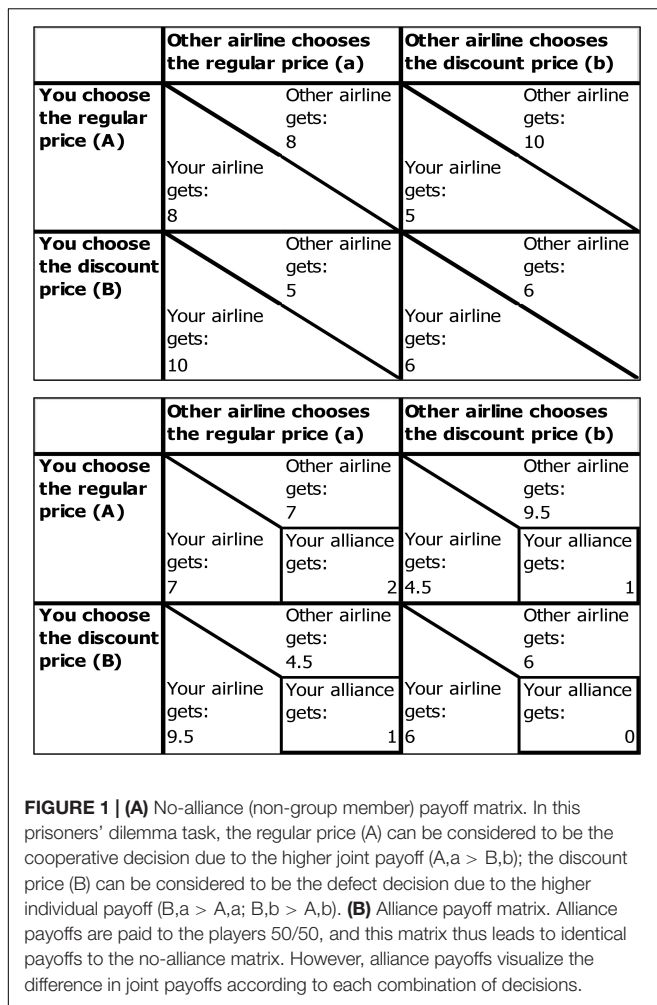 Other airline chooses the regular price (a)
Other airline chooses the discount price (b)
You choose the regular price (A)
Other airline gets: 8
Your airline gets: 8
Other airline gets: 10
Your airline gets: 5
You choose the discount price (B)
Other airline gets: 5
Your airline gets: 10
Other airline gets: 6
Your airline gets: 6
Other airline chooses the regular price (a)
Other airline chooses the discount price (b)
You choose the regular price (A)
Other airline gets: 7
Your airline gets: 7
Your alliance gets: 2
Other airline gets: 9.5
Your airline gets: 4.5
Your alliance gets: 1
You choose the discount price (B)
Other airline gets: 4.5
Your airline gets: 9.5
Your alliance gets: 1
Other airline gets: 6
Your airline gets: 6
Your alliance gets: 0
FIGURE 1 | (A) No-alliance (non-group member) payoff matrix. In this
prisoners' dilemma task, the regular price (A) can be considered to be the
cooperative decision due to the higher joint payoff (A,a > B,b); the discount
price (B) can be considered to be the defect decision due to the higher
individual payoff (B,a > A,a; B,b > A,b). (B) Alliance payoff matrix. Alliance
payoffs are paid to the players 50/50, and this matrix thus leads to identical
payoffs to the no-alliance matrix. However, alliance payoffs visualize the
difference in joint payoffs according to each combination of decisions.